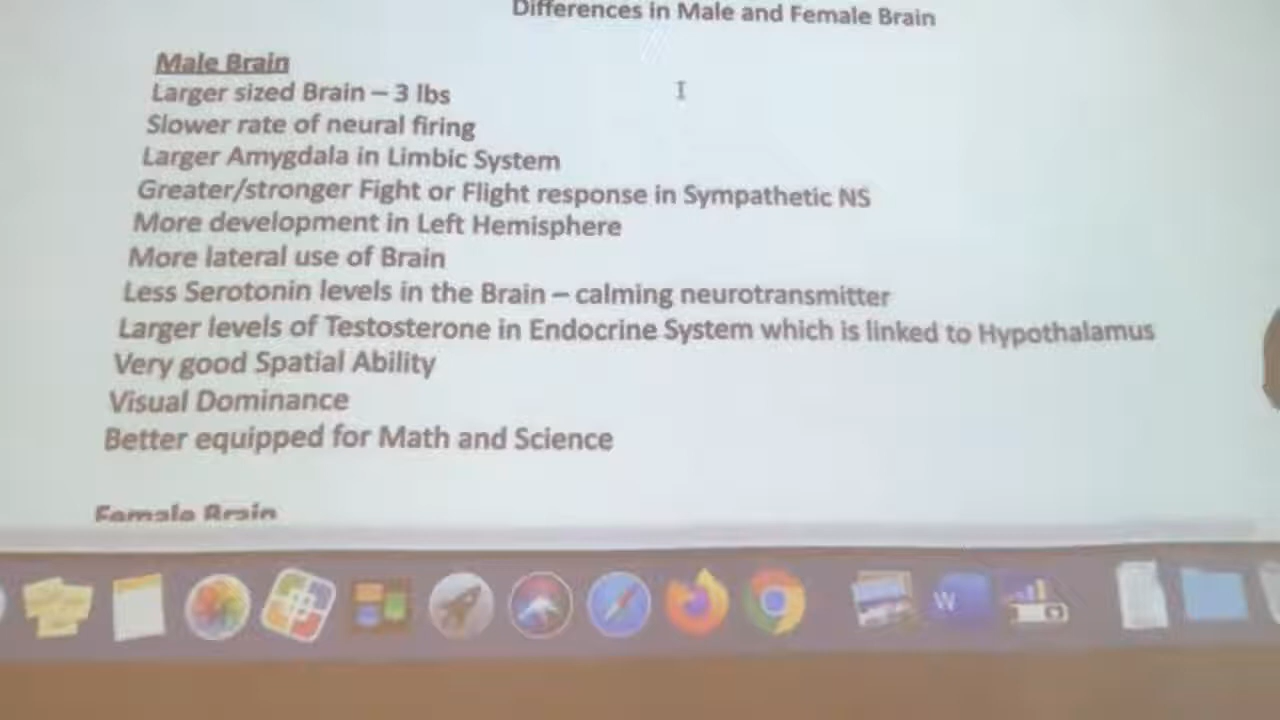 Differences in Male and Female Brain
Male Brain
Larger sized Brain – 3 lbs
Slower rate of neural firing
Larger Amygdala in Limbic System
Greater/stronger Fight or Flight response in Sympathetic NS
More development in Left Hemisphere
More lateral use of Brain
Less Serotonin levels in the Brain – calming neurotransmitter
Larger levels of Testosterone in Endocrine System which is linked to Hypothalamus
Very good Spatial Ability
Visual Dominance
Better equipped for Math and Science
Female Brain
W